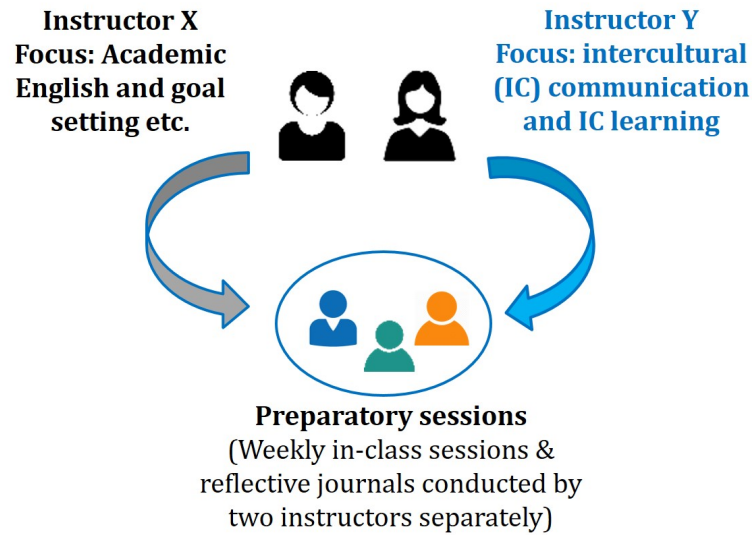 Instructor X
Focus: Academic
English and goal
setting etc.
Instructor Y
Focus: intercultural
(IC) communication
and IC learning
Preparatory sessions
(Weekly in-class sessions &
reflective journals conducted by
two instructors separately)